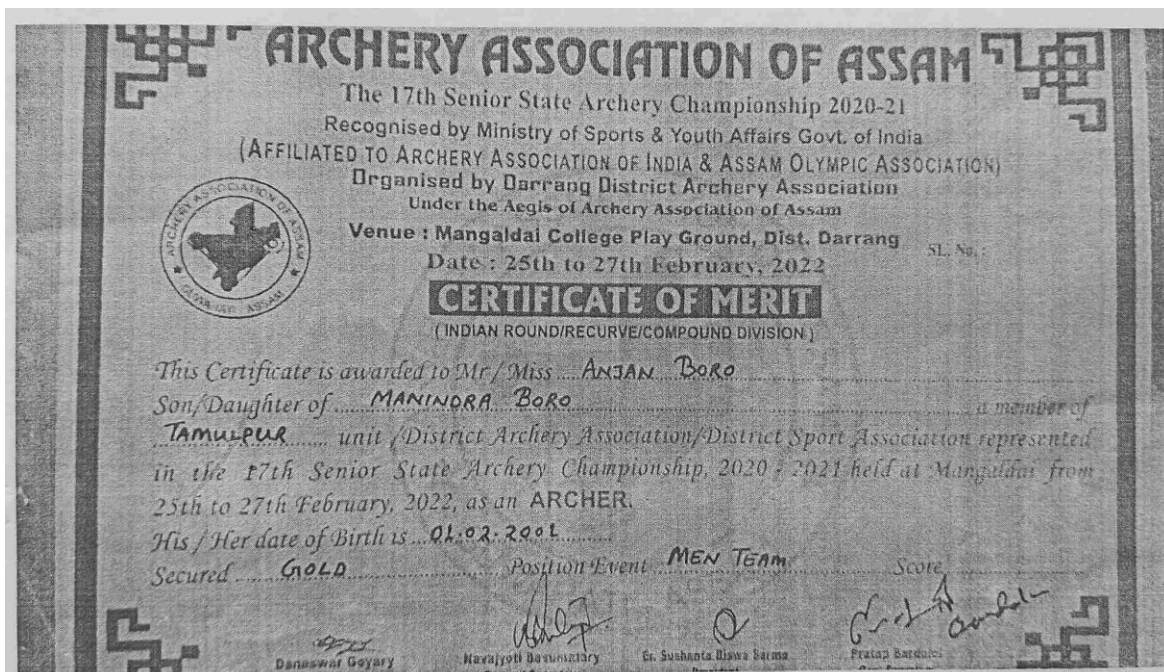 ARCHERY ASSOCIATION OF ASSAM
The 17th Senior State Archery Championship 2020-21
Recognised by Ministry of Sports & Youth Affairs Govt. of India
(AFFILIATED TO ARCHERY ASSOCIATION OF INDIA & ASSAM OLYMPIC ASSOCIATION)
Organised by Darrang District Archery Association
Under the Aegis of Archery Association of Assam
ARCHERY ASSOCIATION OF ASSAM
ASSAM
Venue : Mangaldai College Play Ground, Dist. Darrang
SL. No. :
Date : 25th to 27th February, 2022
CERTIFICATE OF MERIT
(INDIAN ROUND/RECURVE/COMPOUND DIVISION)
This Certificate is awarded to Mr / Miss ANJAN BORO
Son/Daughter of MANINDRA BORO a member of
TAMULPUR unit /District Archery Association/District Sport Association represented
in the 17th Senior State Archery Championship, 2020 - 2021 held at Mangaldai from
25th to 27th February, 2022, as an ARCHER.
His / Her date of Birth is 01.02.2001
Secured GOLD Position Event MEN TEAM Score
Daneswar Goyary Navajyoti Basumatary Er. Sushanta Biswa Sarma Pratap Bardoloi